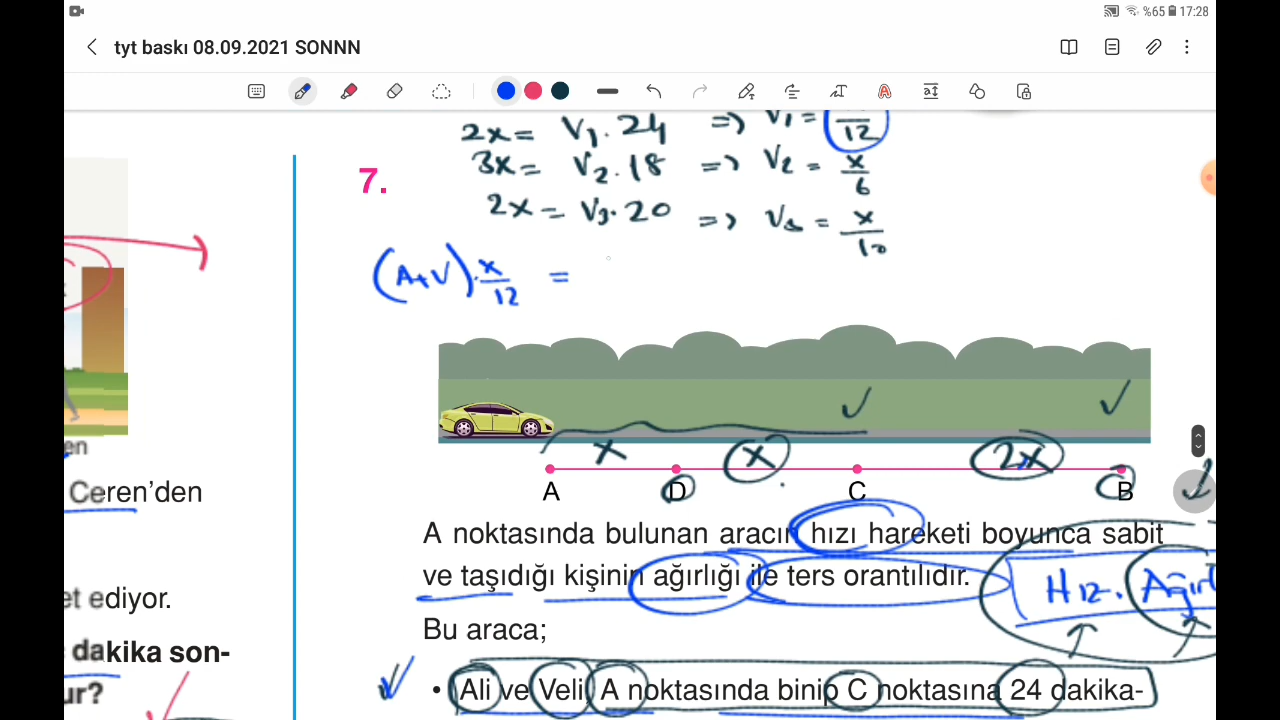 %65 17:28
tyt baskı 08.09.2021 SONNN
2x = V₁ . 24 => V₁ = /12
3x = V₂ . 18 => V₂ = x/6
2x = V₃ . 20 => V₃ = x/10
7.
(A+V) . x/12 =
en
Ceren'den
et ediyor.
dakika son-
ur?
x x 2x
A D C B
A noktasında bulunan aracın hızı hareketi boyunca sabit
ve taşıdığı kişinin ağırlığı ile ters orantılıdır.
Hız . Ağırl
Bu araca;
• Ali ve Veli, A noktasında binip C noktasına 24 dakika-